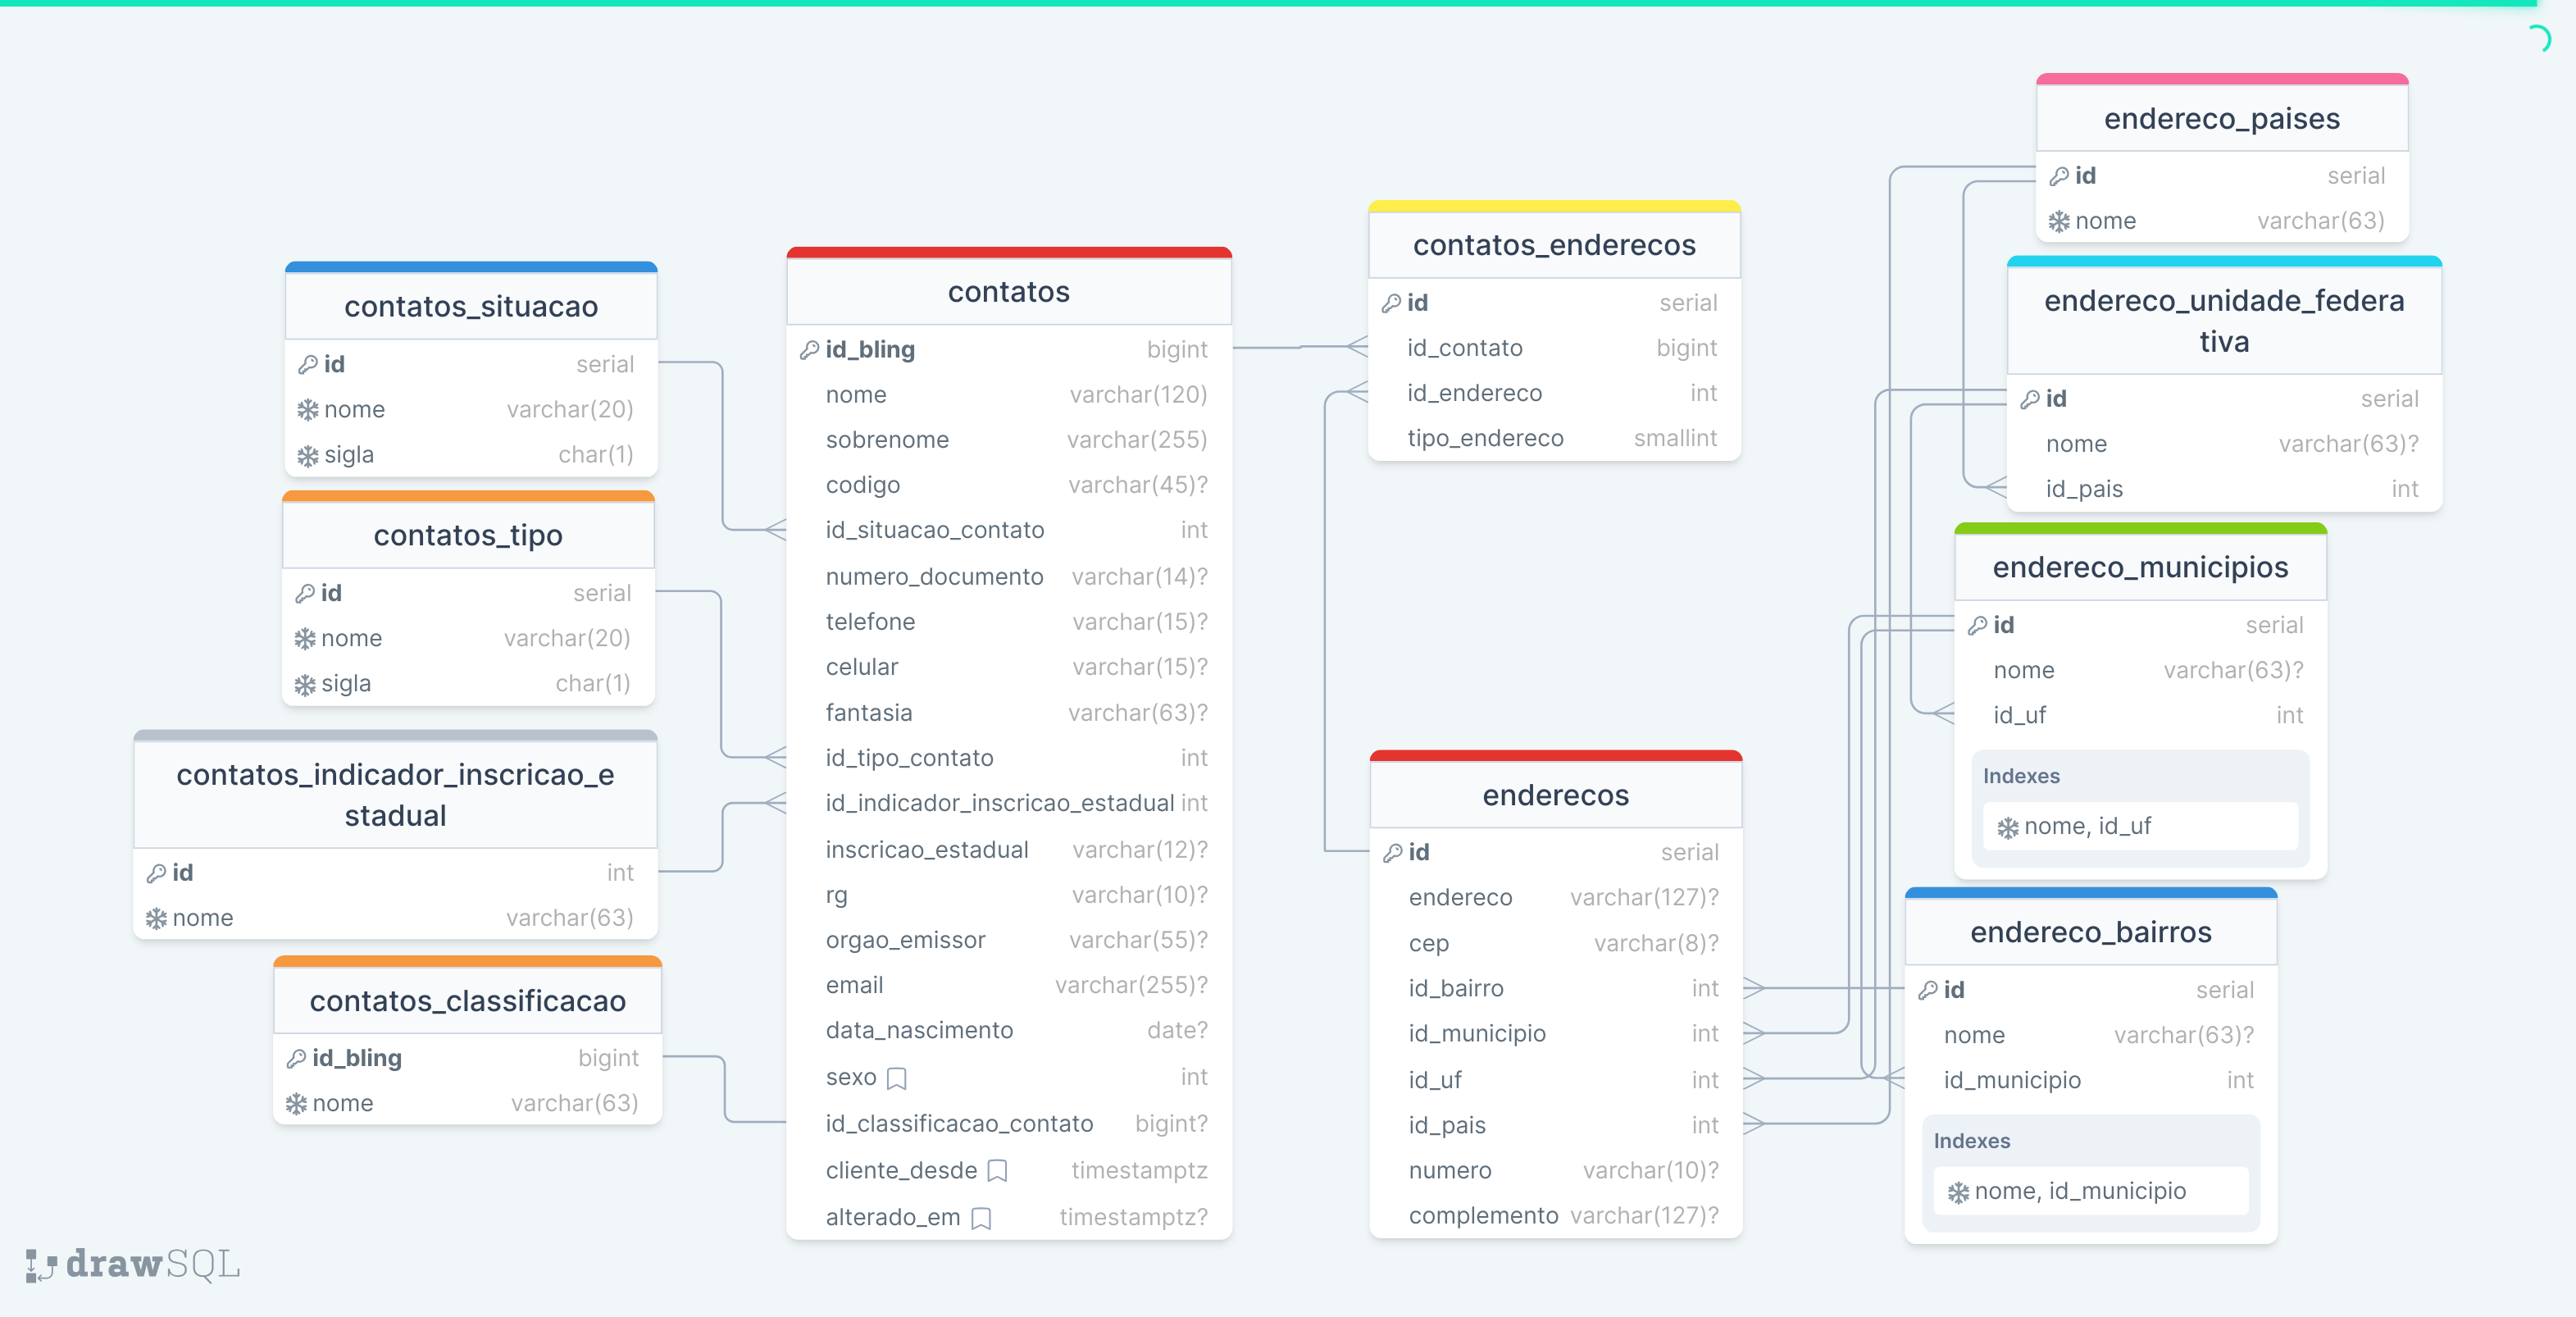 contatos_situacao
id serial
nome varchar(20)
sigla char(1)
contatos_tipo
id serial
nome varchar(20)
sigla char(1)
contatos_indicador_inscricao_e
stadual
id int
nome varchar(63)
contatos_classificacao
id_bling bigint
nome varchar(63)
contatos
id_bling bigint
nome varchar(120)
sobrenome varchar(255)
codigo varchar(45)?
id_situacao_contato int
numero_documento varchar(14)?
telefone varchar(15)?
celular varchar(15)?
fantasia varchar(63)?
id_tipo_contato int
id_indicador_inscricao_estadual int
inscricao_estadual varchar(12)?
rg varchar(10)?
orgao_emissor varchar(55)?
email varchar(255)?
data_nascimento date?
sexo int
id_classificacao_contato bigint?
cliente_desde timestamptz
alterado_em timestamptz?
contatos_enderecos
id serial
id_contato bigint
id_endereco int
tipo_endereco smallint
enderecos
id serial
endereco varchar(127)?
cep varchar(8)?
id_bairro int
id_municipio int
id_uf int
id_pais int
numero varchar(10)?
complemento varchar(127)?
endereco_paises
id serial
nome varchar(63)
endereco_unidade_federa
tiva
id serial
nome varchar(63)?
id_pais int
endereco_municipios
id serial
nome varchar(63)?
id_uf int
Indexes
nome, id_uf
endereco_bairros
id serial
nome varchar(63)?
id_municipio int
Indexes
nome, id_municipio
drawSQL